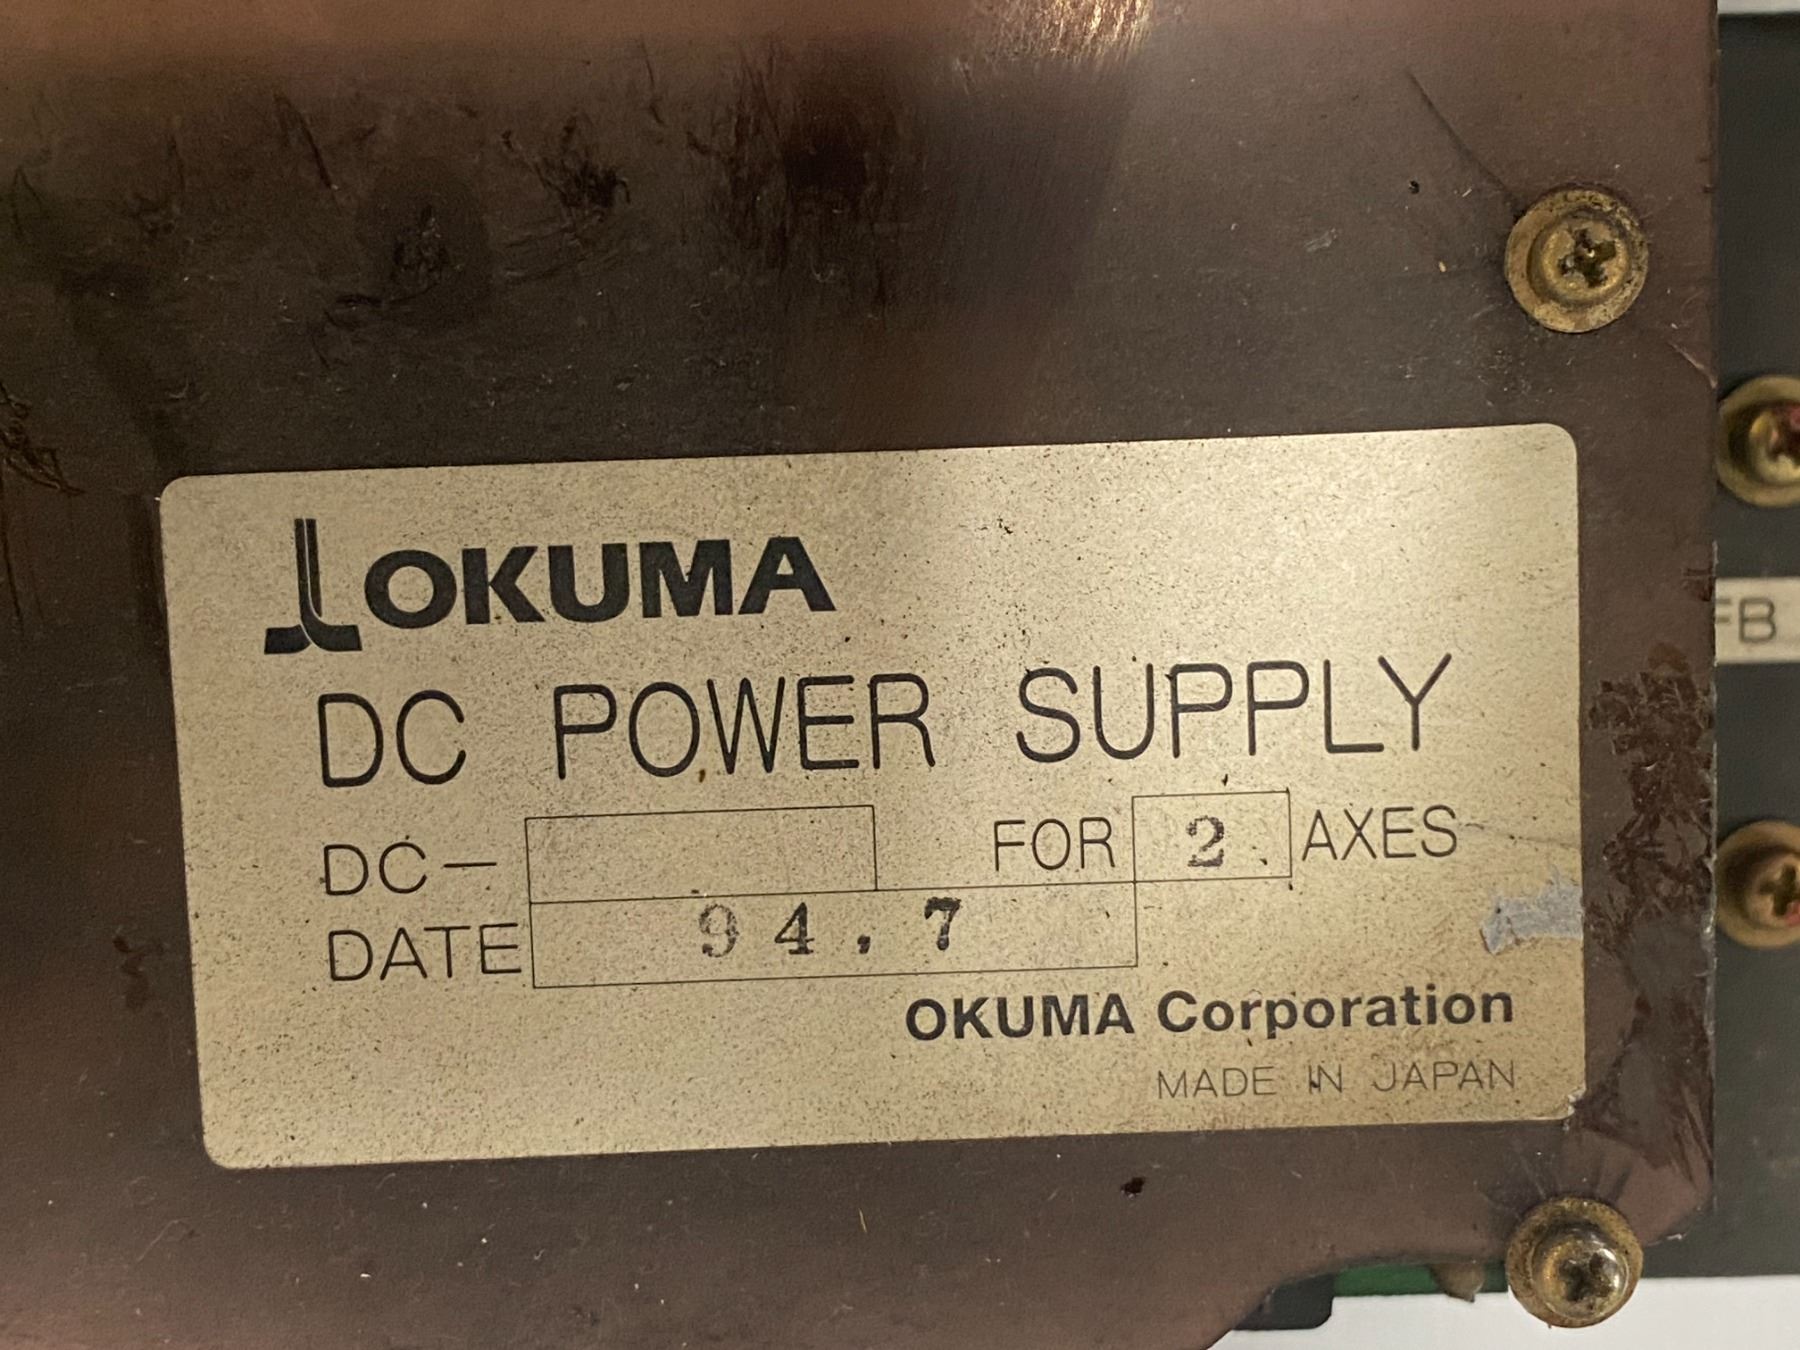 OKUMA
DC POWER SUPPLY
DC- FOR 2 AXES
DATE 94.7
OKUMA Corporation
MADE IN JAPAN
FB